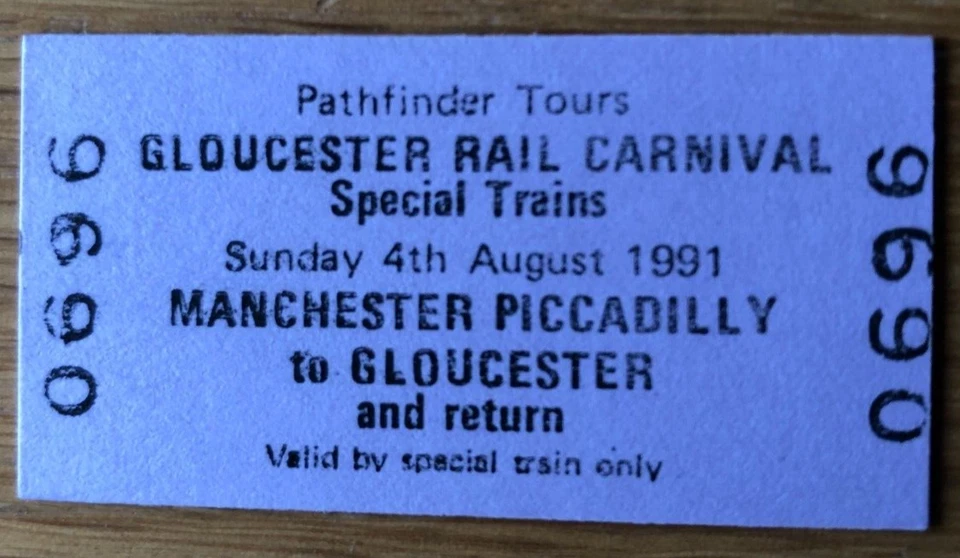 Pathfinder Tours
GLOUCESTER RAIL CARNIVAL
Special Trains
Sunday 4th August 1991
MANCHESTER PICCADILLY
to GLOUCESTER
and return
Valid by special train only
0696
0696